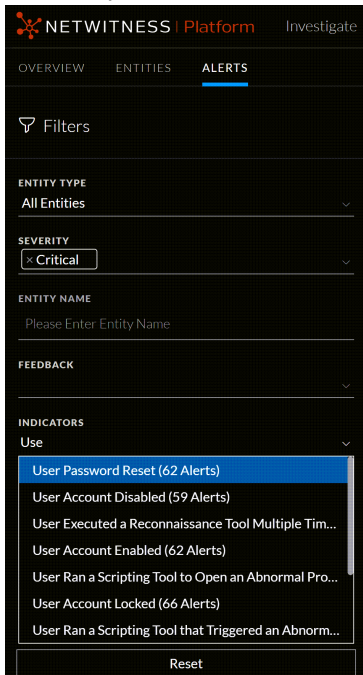 NETWITNESS | Platform Investigate
OVERVIEW ENTITIES ALERTS
Filters
ENTITY TYPE
All Entities
SEVERITY
× Critical
ENTITY NAME
Please Enter Entity Name
FEEDBACK
INDICATORS
Use
User Password Reset (62 Alerts)
User Account Disabled (59 Alerts)
User Executed a Reconnaissance Tool Multiple Tim...
User Account Enabled (62 Alerts)
User Ran a Scripting Tool to Open an Abnormal Pro...
User Account Locked (66 Alerts)
User Ran a Scripting Tool that Triggered an Abnorm...
Reset